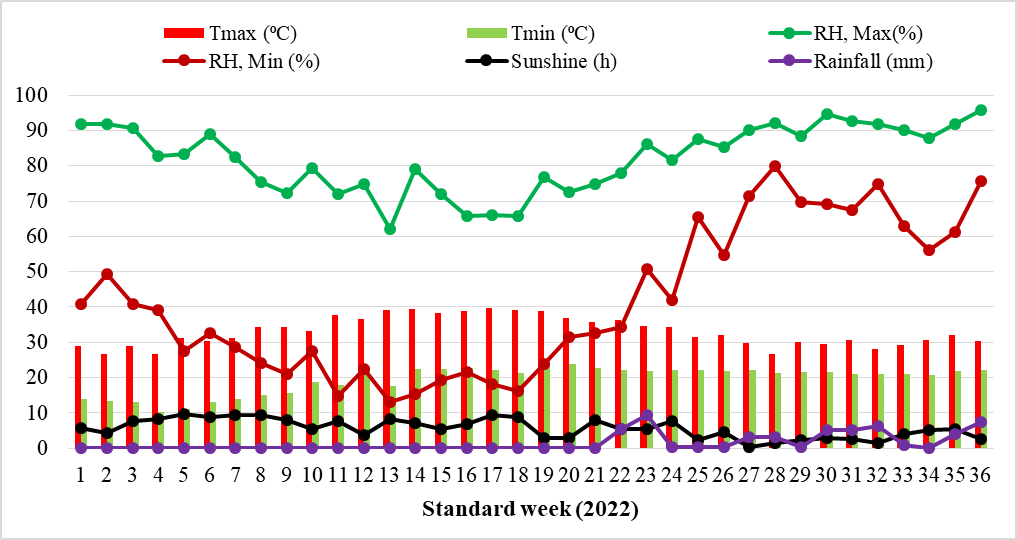 Tmax (ºC) Tmin (ºC) RH, Max(%)
RH, Min (%) Sunshine (h) Rainfall (mm)
100
90
80
70
60
50
40
30
20
10
0
1 2 3 4 5 6 7 8 9 10 11 12 13 14 15 16 17 18 19 20 21 22 23 24 25 26 27 28 29 30 31 32 33 34 35 36
Standard week (2022)